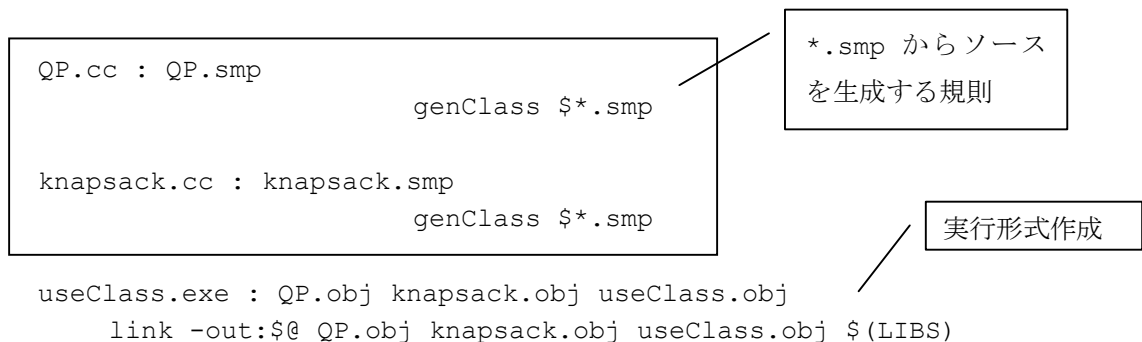 QP.cc : QP.smp
genClass $*.smp
knapsack.cc : knapsack.smp
genClass $*.smp
*.smp からソース
を生成する規則
実行形式作成
useClass.exe : QP.obj knapsack.obj useClass.obj
link -out:$@ QP.obj knapsack.obj useClass.obj $(LIBS)